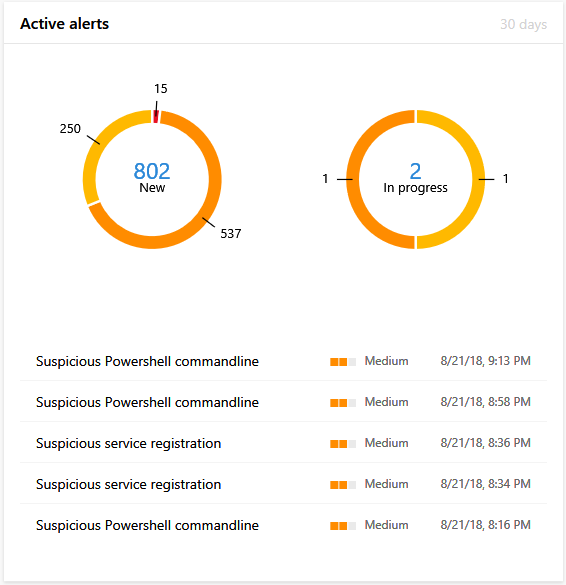 Active alerts 30 days
15
250
802
New
537
1
2
In progress
1
Suspicious Powershell commandline Medium 8/21/18, 9:13 PM
Suspicious Powershell commandline Medium 8/21/18, 8:58 PM
Suspicious service registration Medium 8/21/18, 8:36 PM
Suspicious service registration Medium 8/21/18, 8:34 PM
Suspicious Powershell commandline Medium 8/21/18, 8:16 PM